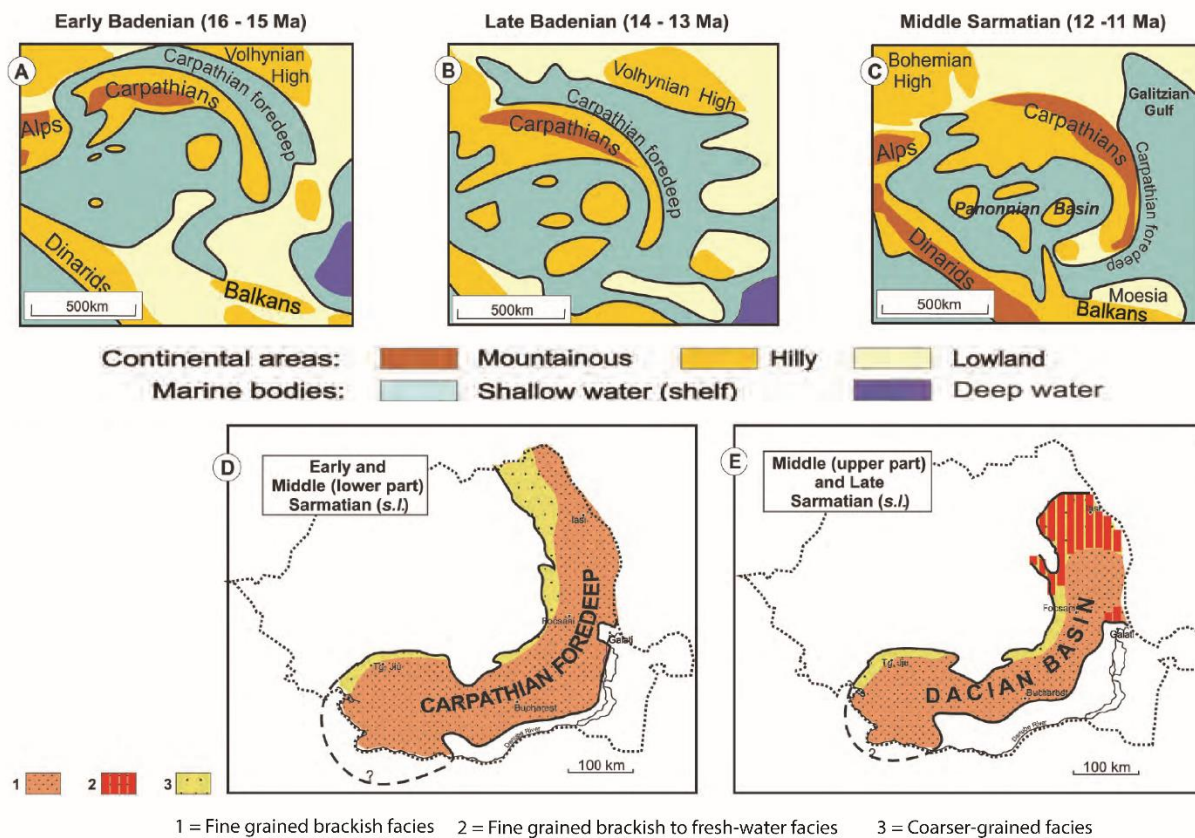 Early Badenian (16 - 15 Ma)
Late Badenian (14 - 13 Ma)
Middle Sarmatian (12 -11 Ma)
A
Volhynian
High
Carpathian foredeep
Carpathians
Alps
Dinarids
Balkans
500km
B
Volhynian High
Carpathian foredeep
Carpathians
500km
C
Bohemian
High
Galitzian
Gulf
Carpathians
Alps
Carpathian foredeep
Panonnian Basin
Dinarids
Moesia
Balkans
500km
Continental areas: Mountainous Hilly Lowland
Marine bodies: Shallow water (shelf) Deep water
D
Early and
Middle (lower part)
Sarmatian (s.l.)
Iasi
Focsani
CARPATHIAN FOREDEEP
Galati
Tg. Jiu
Bucharest
Danube River
?
100 km
E
Middle (upper part)
and Late
Sarmatian (s.l.)
Iasi
Focsani
Galati
DACIAN BASIN
Tg. Jiu
Bucharest
Danube River
?
100 km
1 2 3
1 = Fine grained brackish facies 2 = Fine grained brackish to fresh-water facies 3 = Coarser-grained facies